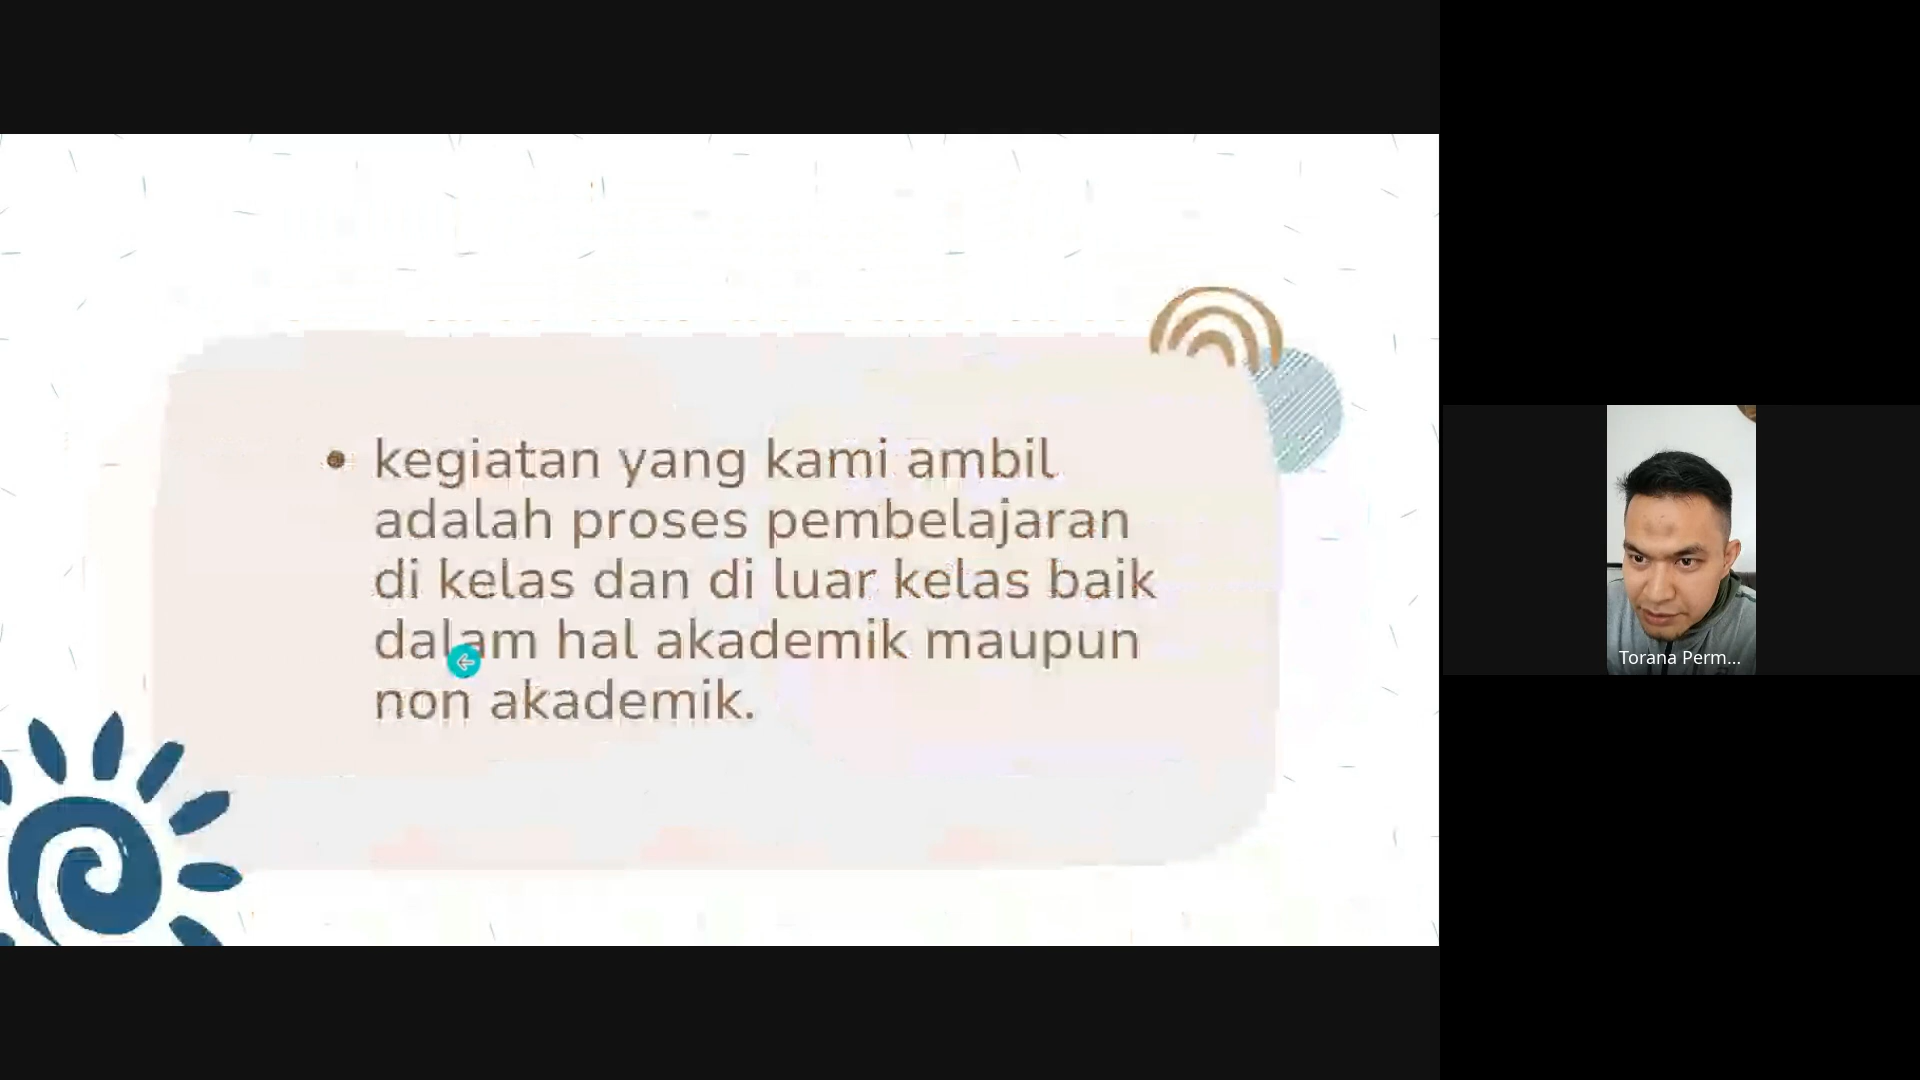 • kegiatan yang kami ambil
adalah proses pembelajaran
di kelas dan di luar kelas baik
dalam hal akademik maupun
non akademik.
Torana Perm...